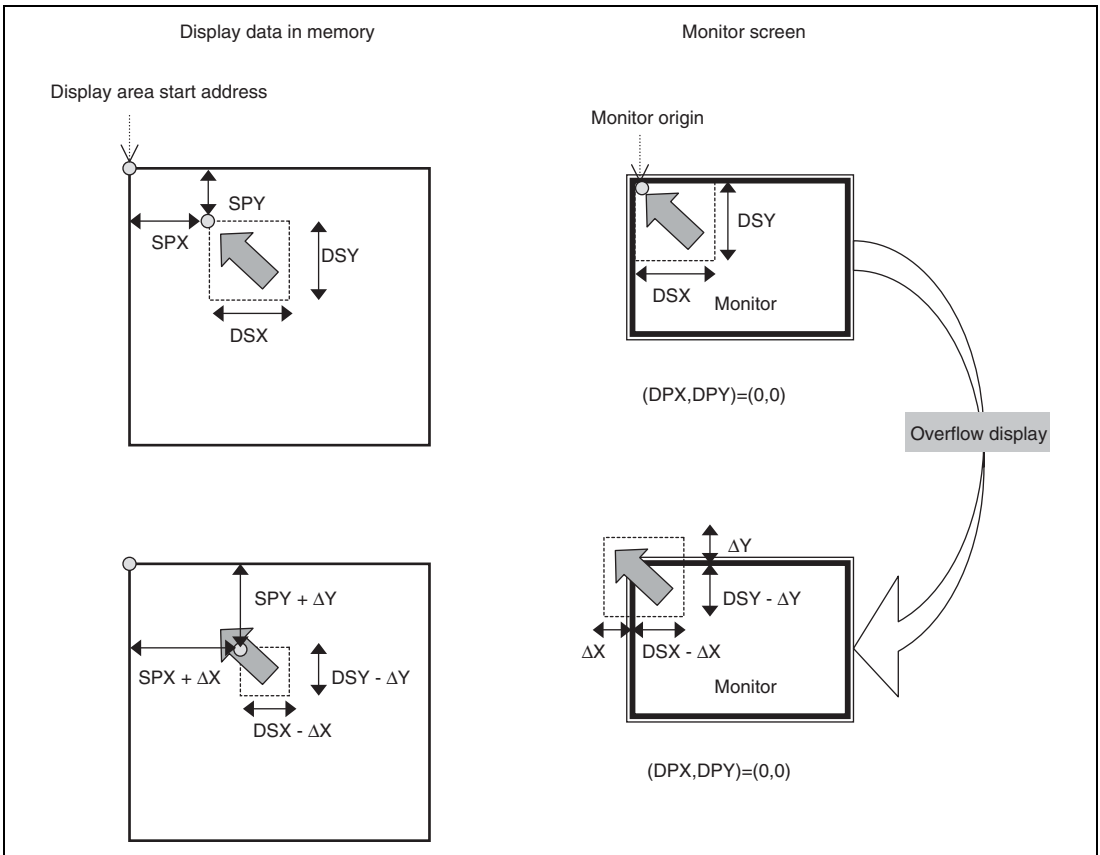 Display data in memory
Monitor screen
Display area start address
Monitor origin
SPY
SPX
DSY
DSX
DSY
DSX
Monitor
(DPX,DPY)=(0,0)
Overflow display
SPY + ΔY
SPX + ΔX
DSY - ΔY
DSX - ΔX
ΔY
DSY - ΔY
ΔX
DSX - ΔX
Monitor
(DPX,DPY)=(0,0)